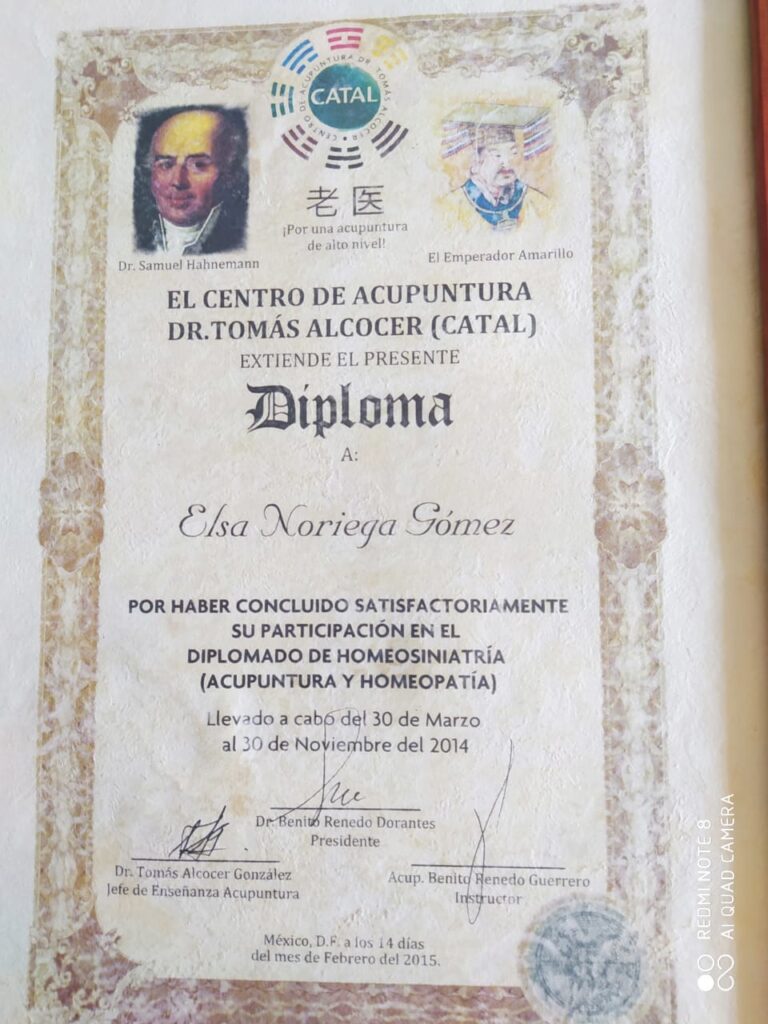 CENTRO DE ACUPUNTURA DR. TOMÁS ALCOCER
CATAL
老医
¡Por una acupuntura
de alto nivel!
Dr. Samuel Hahnemann
El Emperador Amarillo
EL CENTRO DE ACUPUNTURA
DR.TOMÁS ALCOCER (CATAL)
EXTIENDE EL PRESENTE
Diploma
A:
Elsa Noriega Gómez
POR HABER CONCLUIDO SATISFACTORIAMENTE
SU PARTICIPACIÓN EN EL
DIPLOMADO DE HOMEOSINIATRÍA
(ACUPUNTURA Y HOMEOPATÍA)
Llevado a cabo del 30 de Marzo
al 30 de Noviembre del 2014
Dr. Benito Renedo Dorantes
Presidente
Dr. Tomás Alcocer González
Jefe de Enseñanza Acupuntura
Acup. Benito Renedo Guerrero
Instructor
México, D.F. a los 14 días
del mes de Febrero del 2015.
REDMI NOTE 8
AI QUAD CAMERA